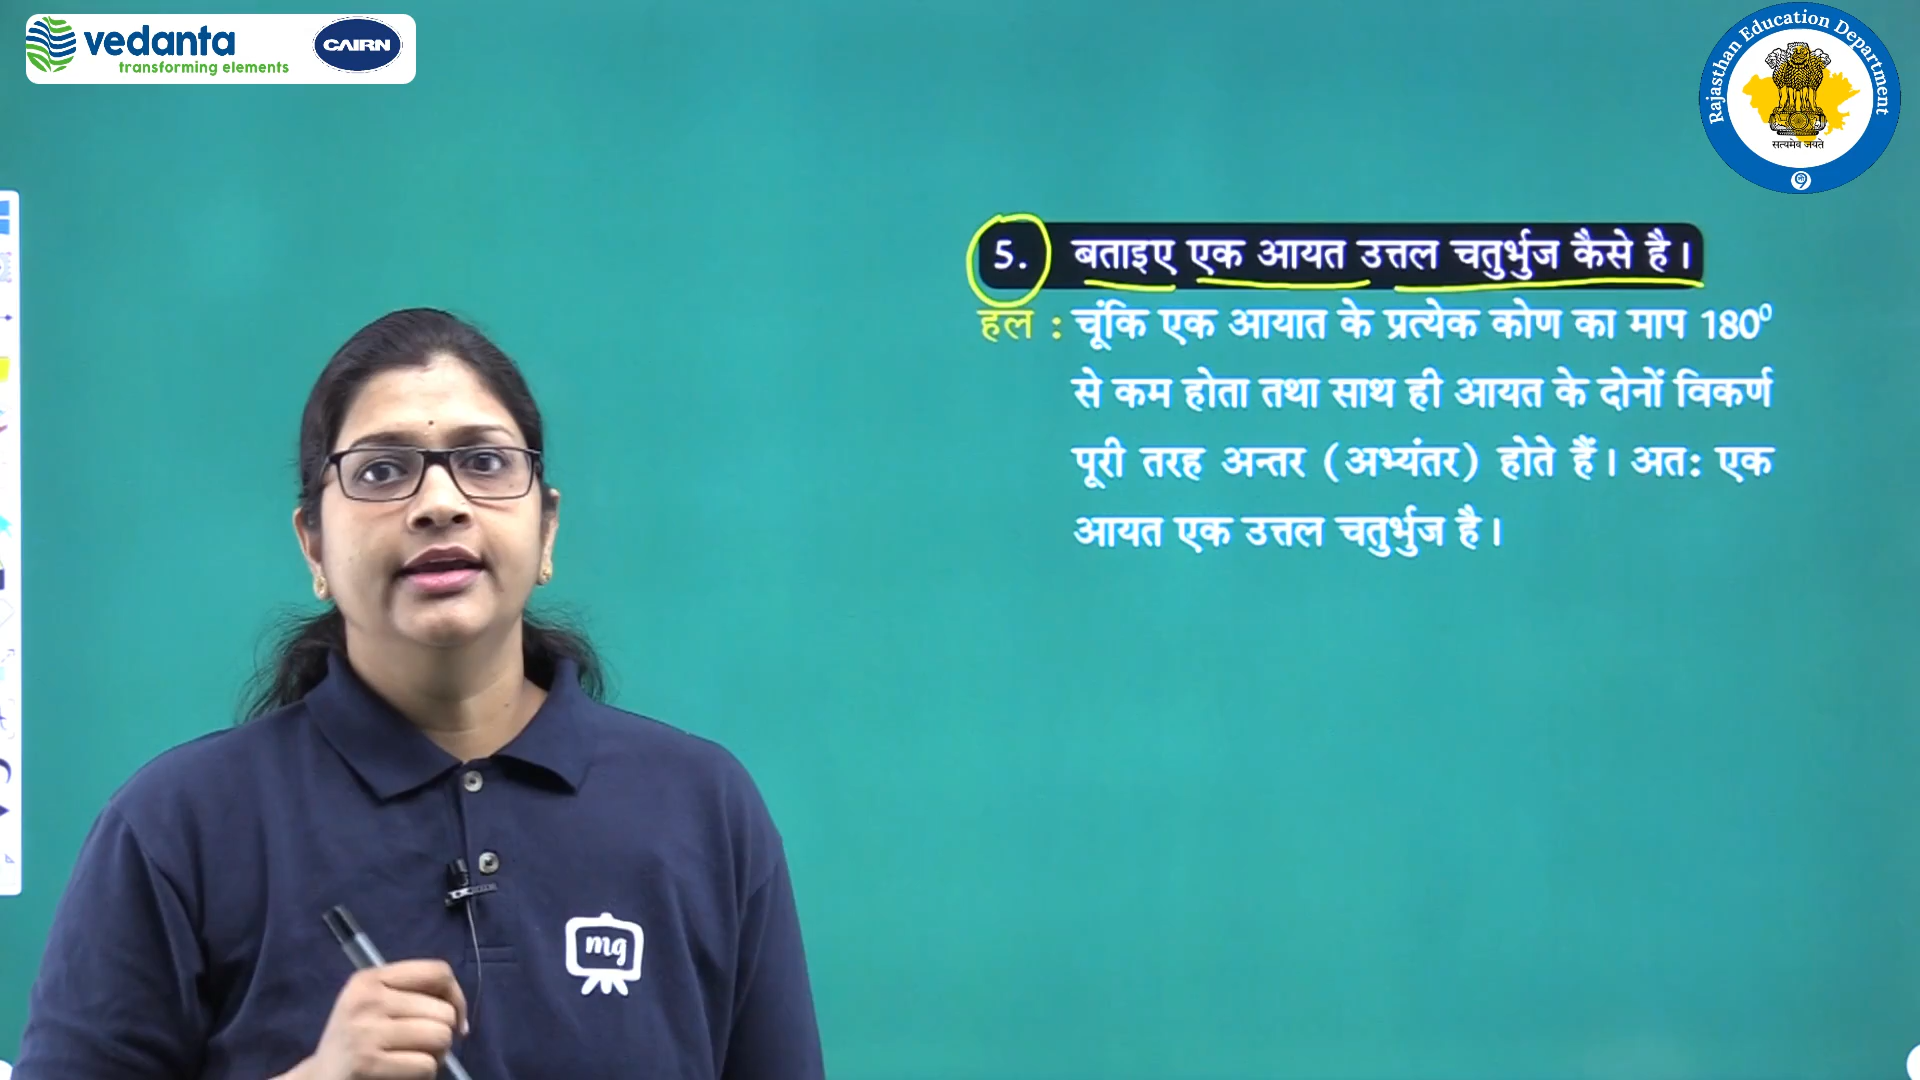 vedanta
transforming elements
CAIRN
Rajasthan Education Department
सत्यमेव जयते
5. बताइए एक आयत उत्तल चतुर्भुज कैसे है।
हल : चूंकि एक आयात के प्रत्येक कोण का माप 180⁰
से कम होता तथा साथ ही आयत के दोनों विकर्ण
पूरी तरह अन्तर (अभ्यंतर) होते हैं। अतः एक
आयत एक उत्तल चतुर्भुज है।
mg